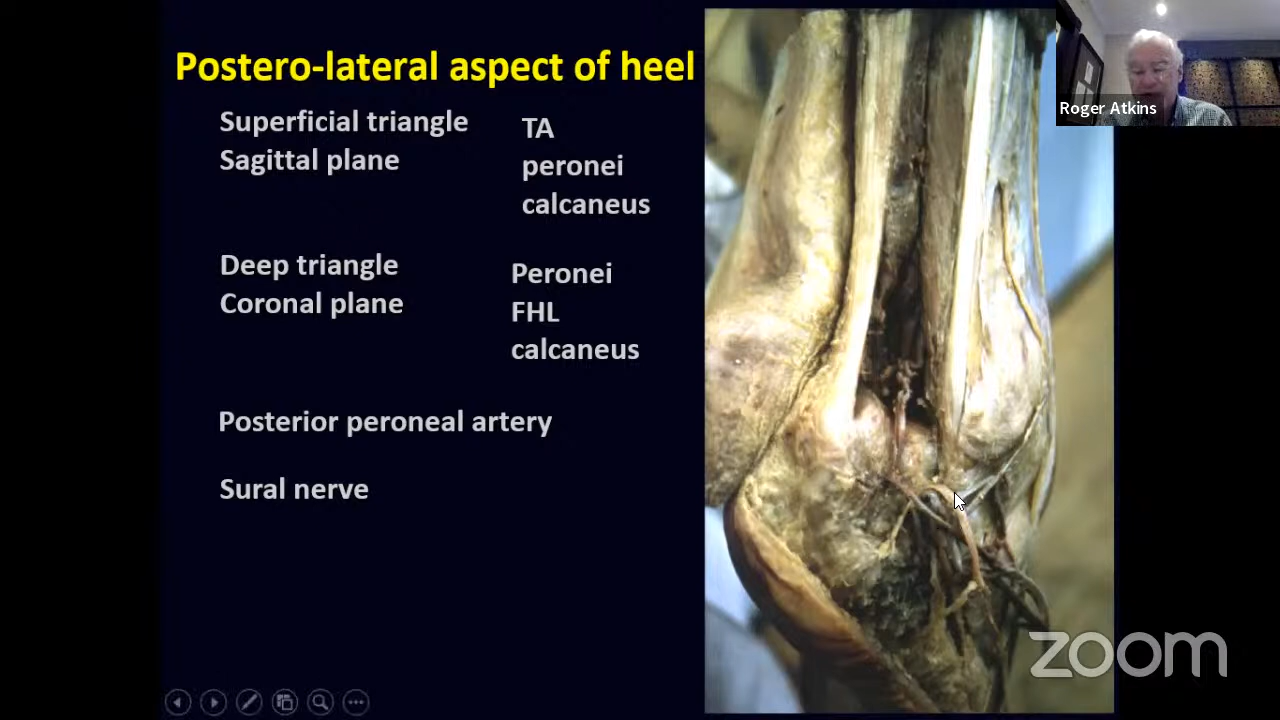 Postero-lateral aspect of heel
Superficial triangle
Sagittal plane
TA
peronei
calcaneus
Deep triangle
Coronal plane
Peronei
FHL
calcaneus
Posterior peroneal artery
Sural nerve
Roger Atkins
zoom